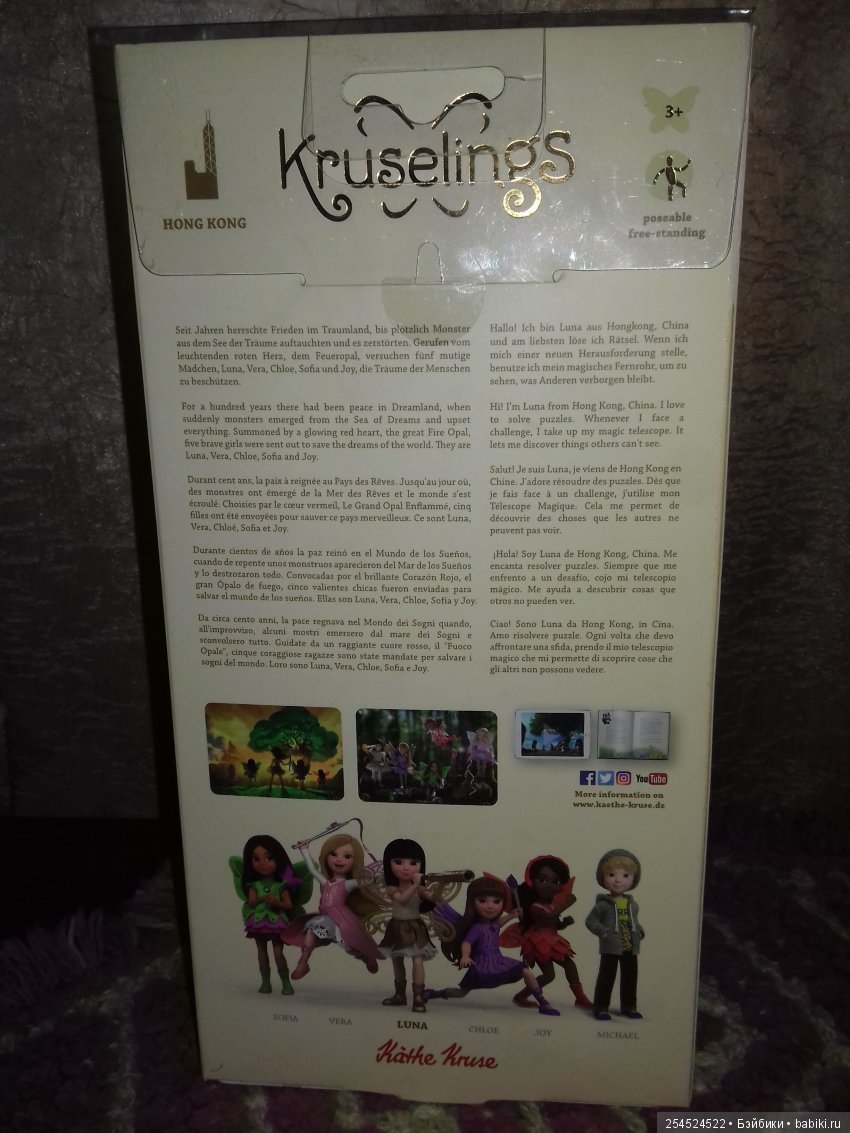 HONG KONG
Kruselings
3+
poseable
free-standing
Seit Jahren herrschte Frieden im Traumland, bis plötzlich Monster
aus dem See der Träume auftauchten und es zerstörten. Gerufen vom
leuchtenden roten Herz, dem Feueropal, versuchen fünf mutige
Mädchen, Luna, Vera, Chloe, Sofia und Joy, die Träume der Menschen
zu beschützen.
For a hundred years there had been peace in Dreamland, when
suddenly monsters emerged from the Sea of Dreams and upset
everything. Summoned by a glowing red heart, the great Fire Opal,
five brave girls were sent out to save the dreams of the world. They are
Luna, Vera, Chloe, Sofia and Joy.
Durant cent ans, la paix à reignée au Pays des Rêves. Jusqu'au jour où,
des monstres ont émergé de la Mer des Rêves et le monde s'est
écroulé. Choisies par le cœur vermeil, Le Grand Opal Enflammé, cinq
filles ont été envoyées pour sauver ce pays merveilleux. Ce sont Luna,
Vera, Chloé, Sofia et Joy.
Durante cientos de años la paz reinó en el Mundo de los Sueños,
cuando de repente unos monstruos aparecieron del Mar de los Sueños
y lo destrozaron todo. Convocadas por el brillante Corazón Rojo, el
gran Ópalo de fuego, cinco valientes chicas fueron enviadas para
salvar el mundo de los sueños. Ellas son Luna, Vera, Chloe, Sofía y Joy.
Da circa cento anni, la pace regnava nel Mondo dei Sogni quando,
all'improvviso, alcuni mostri emersero dal mare dei Sogni e
sconvolsero tutto. Guidate da un raggiante cuore rosso, il "Fuoco
Opale", cinque coraggiose ragazze sono state mandate per salvare i
sogni del mondo. Loro sono Luna, Vera, Chloe, Sofia e Joy.
Hallo! Ich bin Luna aus Hongkong, China
und am liebsten löse ich Rätsel. Wenn ich
mich einer neuen Herausforderung stelle,
benutze ich mein magisches Fernrohr, um zu
sehen, was Anderen verborgen bleibt.
Hi! I'm Luna from Hong Kong, China. I love
to solve puzzles. Whenever I face a
challenge, I take up my magic telescope. It
lets me discover things others can't see.
Salut! Je suis Luna, je viens de Hong Kong en
Chine. J'adore résoudre des puzzles. Dès que
je fais face à un challenge, j'utilise mon
Télescope Magique. Cela me permet de
découvrir des choses que les autres ne
peuvent pas voir.
¡Hola! Soy Luna de Hong Kong, China. Me
encanta resolver puzzles. Siempre que me
enfrento a un desafío, cojo mi telescopio
mágico. Me ayuda a descubrir cosas que
otros no pueden ver.
Ciao! Sono Luna da Hong Kong, in Cina.
Amo risolvere puzzle. Ogni volta che devo
affrontare una sfida, prendo il mio telescopio
magico che mi permette di scoprire cose che
gli altri non possono vedere.
You Tube
More information on
www.kaethe-kruse.de
SOFIA
VERA
LUNA
CHLOE
JOY
MICHAEL
Käthe Kruse
254524522 • Бэйбики • babiki.ru